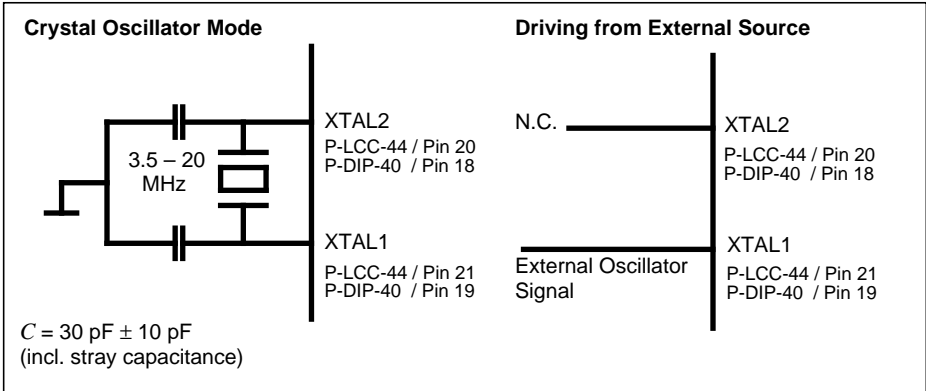 Crystal Oscillator Mode
XTAL2
P-LCC-44 / Pin 20
P-DIP-40 / Pin 18
3.5 – 20
MHz
XTAL1
P-LCC-44 / Pin 21
P-DIP-40 / Pin 19
C = 30 pF ± 10 pF
(incl. stray capacitance)
Driving from External Source
N.C.
XTAL2
P-LCC-44 / Pin 20
P-DIP-40 / Pin 18
XTAL1
External Oscillator
Signal
P-LCC-44 / Pin 21
P-DIP-40 / Pin 19